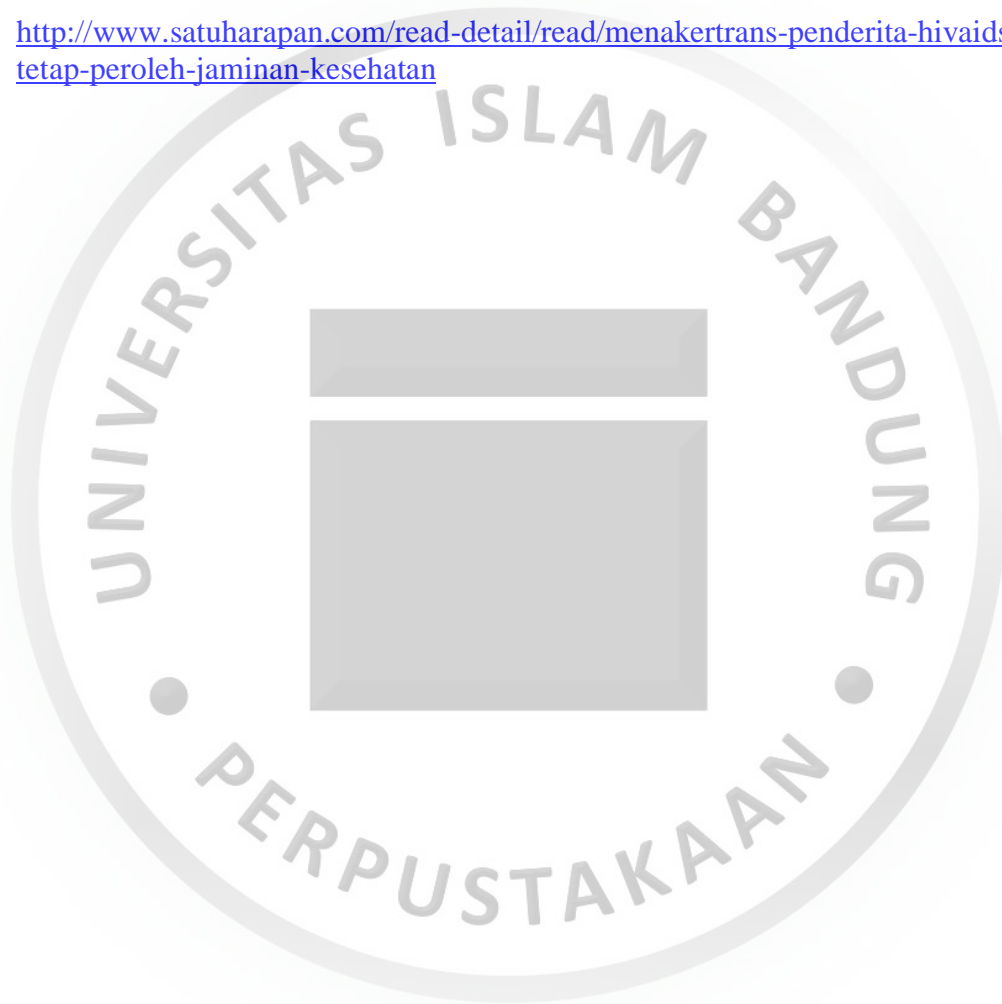 http://www.satuharapan.com/read-detail/read/menakertrans-penderita-hivaids
tetap-peroleh-jaminan-kesehatan
UNIVERSITAS ISLAM BANDUNG
PERPUSTAKAAN